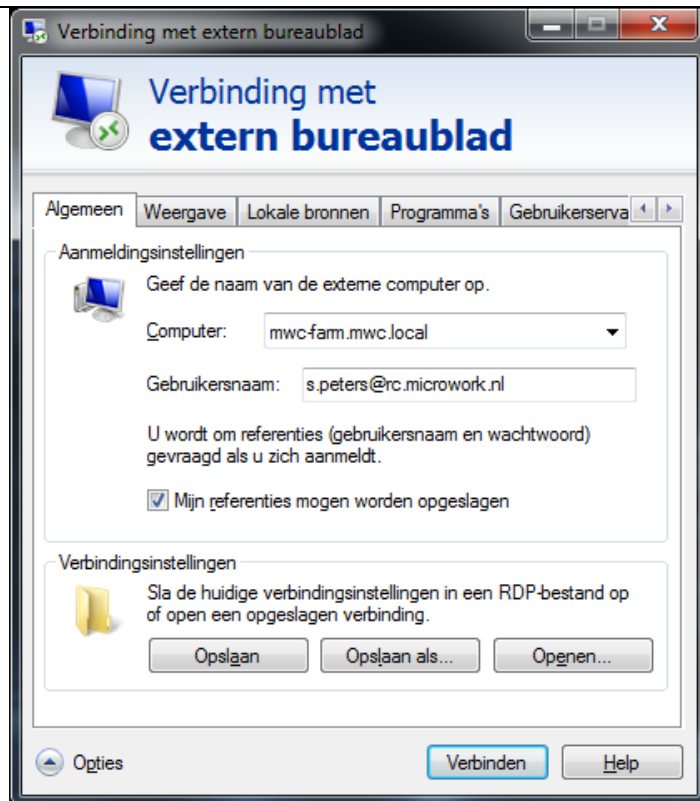 Verbinding met extern bureaublad
Verbinding met
extern bureaublad
Algemeen Weergave Lokale bronnen Programma's Gebruikerserva
Aanmeldingsinstellingen
Geef de naam van de externe computer op.
Computer: mwc-farm.mwc.local
Gebruikersnaam: s.peters@rc.microwork.nl
U wordt om referenties (gebruikersnaam en wachtwoord)
gevraagd als u zich aanmeldt.
Mijn referenties mogen worden opgeslagen
Verbindingsinstellingen
Sla de huidige verbindingsinstellingen in een RDP-bestand op
of open een opgeslagen verbinding.
Opslaan Opslaan als... Openen...
Opties Verbinden Help